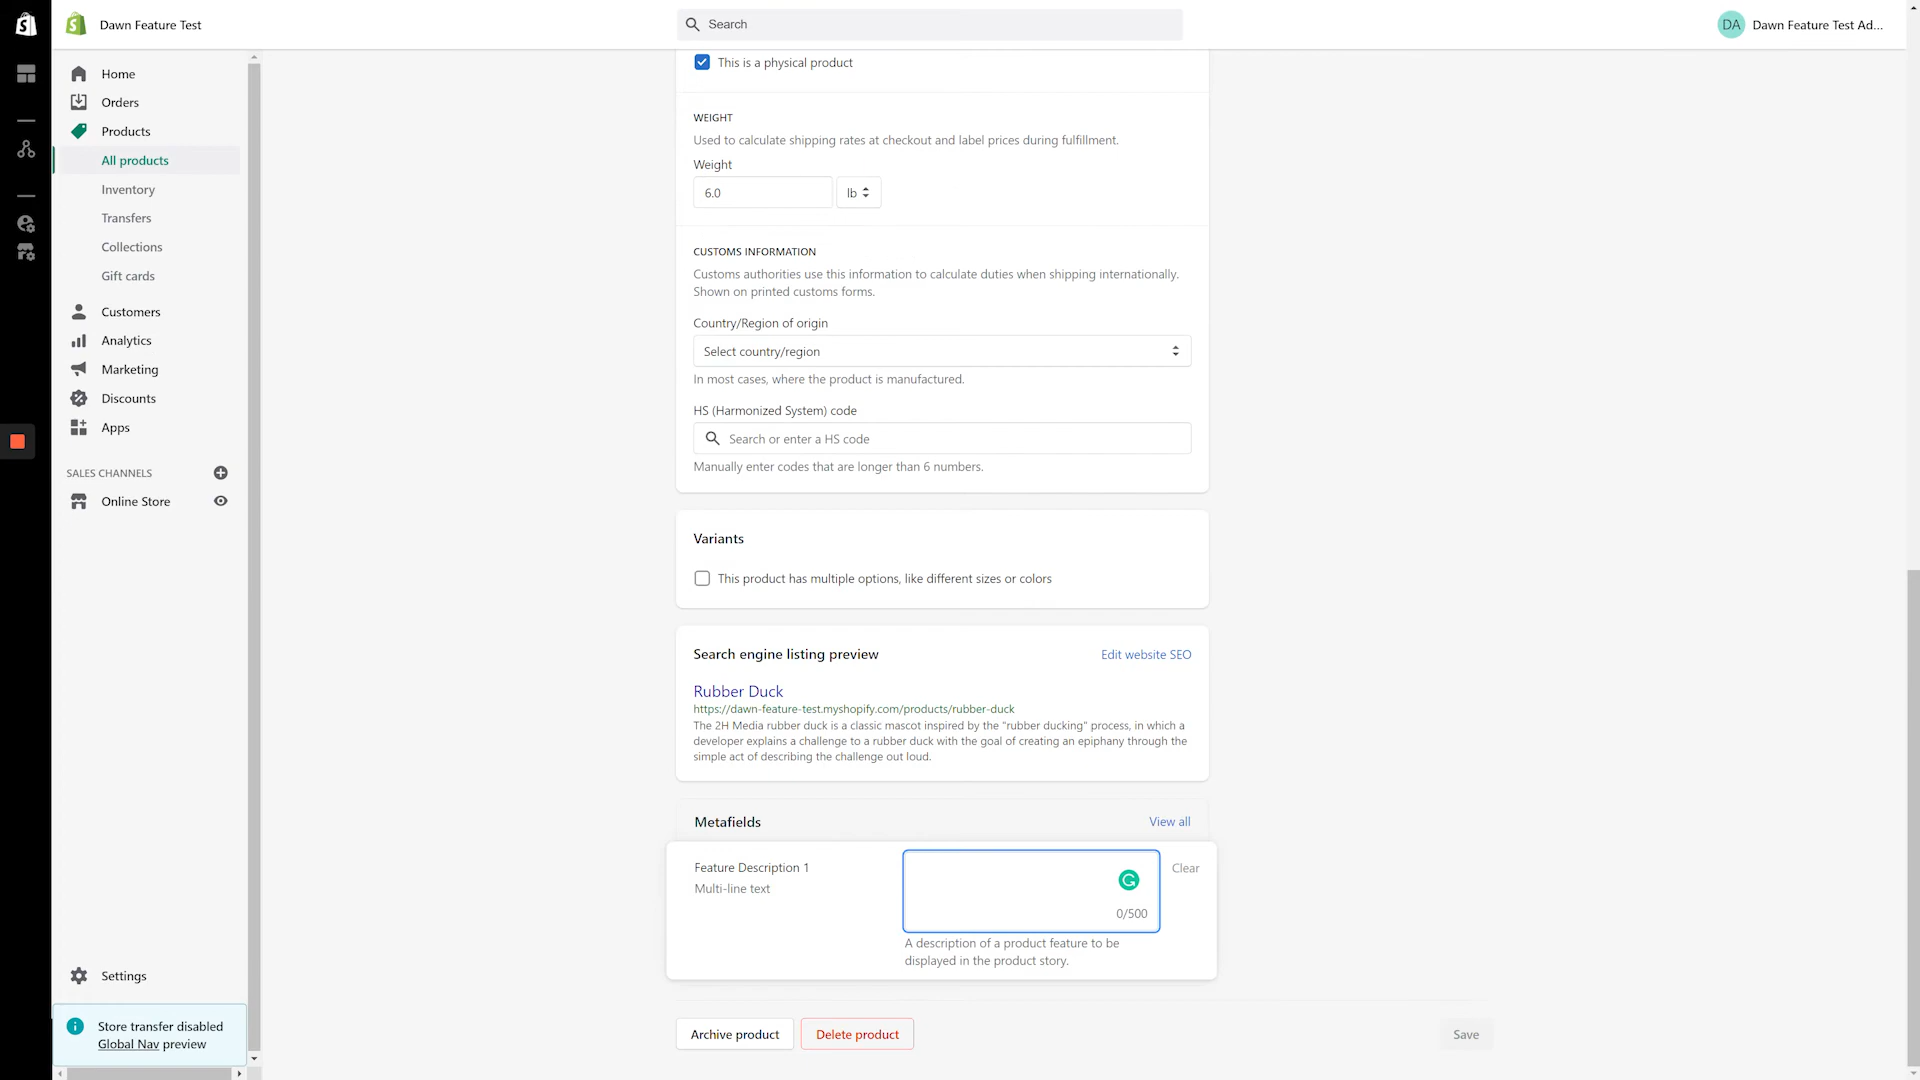 Dawn Feature Test
Search
DA
Dawn Feature Test Ad...
Home
Orders
Products
All products
Inventory
Transfers
Collections
Gift cards
Customers
Analytics
Marketing
Discounts
Apps
SALES CHANNELS
Online Store
Settings
Store transfer disabled
Global Nav preview
This is a physical product
WEIGHT
Used to calculate shipping rates at checkout and label prices during fulfillment.
Weight
6.0
lb
CUSTOMS INFORMATION
Customs authorities use this information to calculate duties when shipping internationally.
Shown on printed customs forms.
Country/Region of origin
Select country/region
In most cases, where the product is manufactured.
HS (Harmonized System) code
Search or enter a HS code
Manually enter codes that are longer than 6 numbers.
Variants
This product has multiple options, like different sizes or colors
Search engine listing preview
Edit website SEO
Rubber Duck
https://dawn-feature-test.myshopify.com/products/rubber-duck
The 2H Media rubber duck is a classic mascot inspired by the "rubber ducking" process, in which a
developer explains a challenge to a rubber duck with the goal of creating an epiphany through the
simple act of describing the challenge out loud.
Metafields
View all
Feature Description 1
Multi-line text
Clear
0/500
A description of a product feature to be
displayed in the product story.
Archive product
Delete product
Save